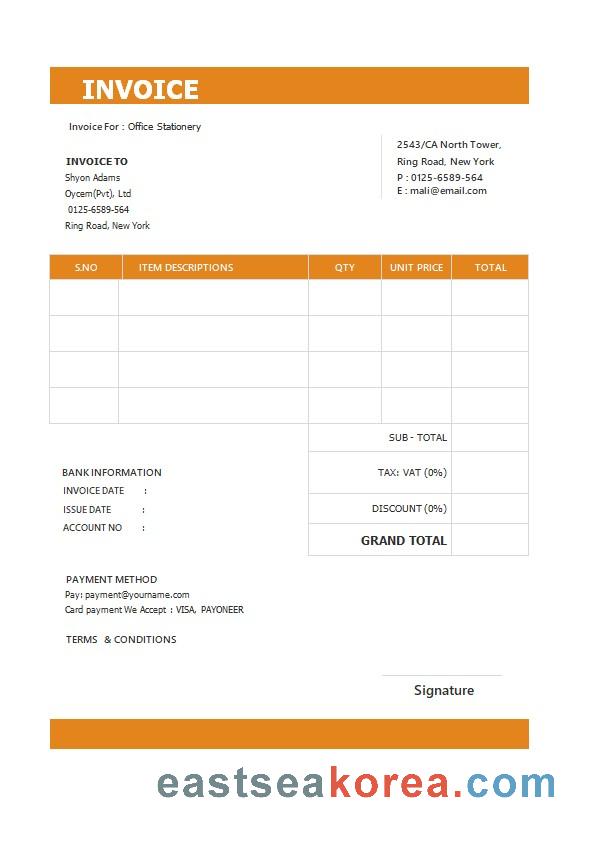 INVOICE
Invoice For : Office Stationery
2543/CA North Tower,
Ring Road, New York
P : 0125-6589-564
E : mali@email.com
INVOICE TO
Shyon Adams
Oycem(Pvt), Ltd
0125-6589-564
Ring Road, New York
S.NO ITEM DESCRIPTIONS QTY UNIT PRICE TOTAL
SUB - TOTAL
TAX: VAT (0%)
DISCOUNT (0%)
GRAND TOTAL
BANK INFORMATION
INVOICE DATE :
ISSUE DATE :
ACCOUNT NO :
PAYMENT METHOD
Pay: payment@yourname.com
Card payment We Accept : VISA, PAYONEER
TERMS & CONDITIONS
Signature
eastseakorea.com